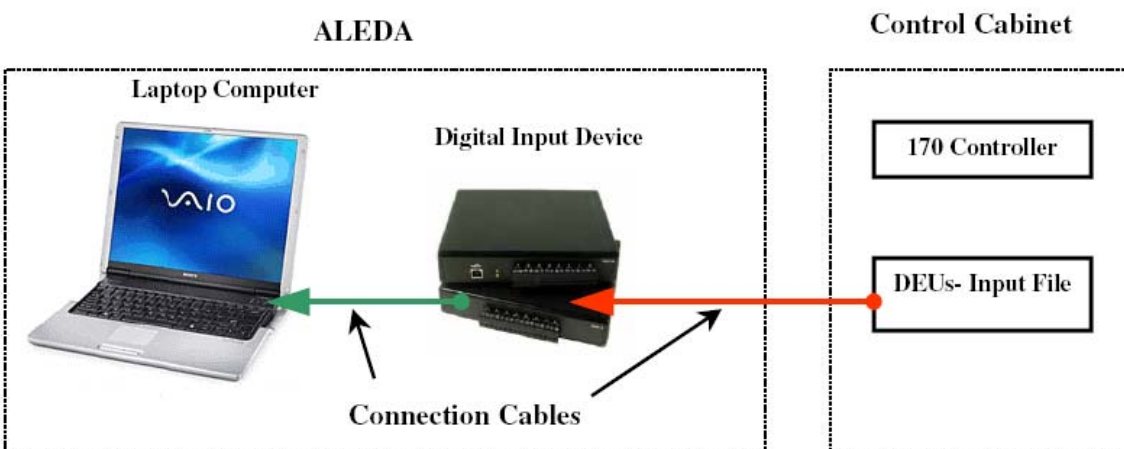 ALEDA
Control Cabinet
Laptop Computer
Digital Input Device
170 Controller
VAIO
DEUs- Input File
Connection Cables